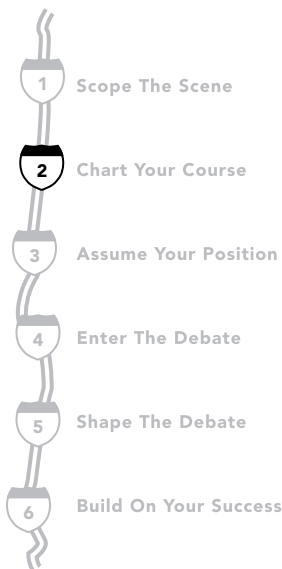 1 Scope The Scene
2 Chart Your Course
3 Assume Your Position
4 Enter The Debate
5 Shape The Debate
6 Build On Your Success